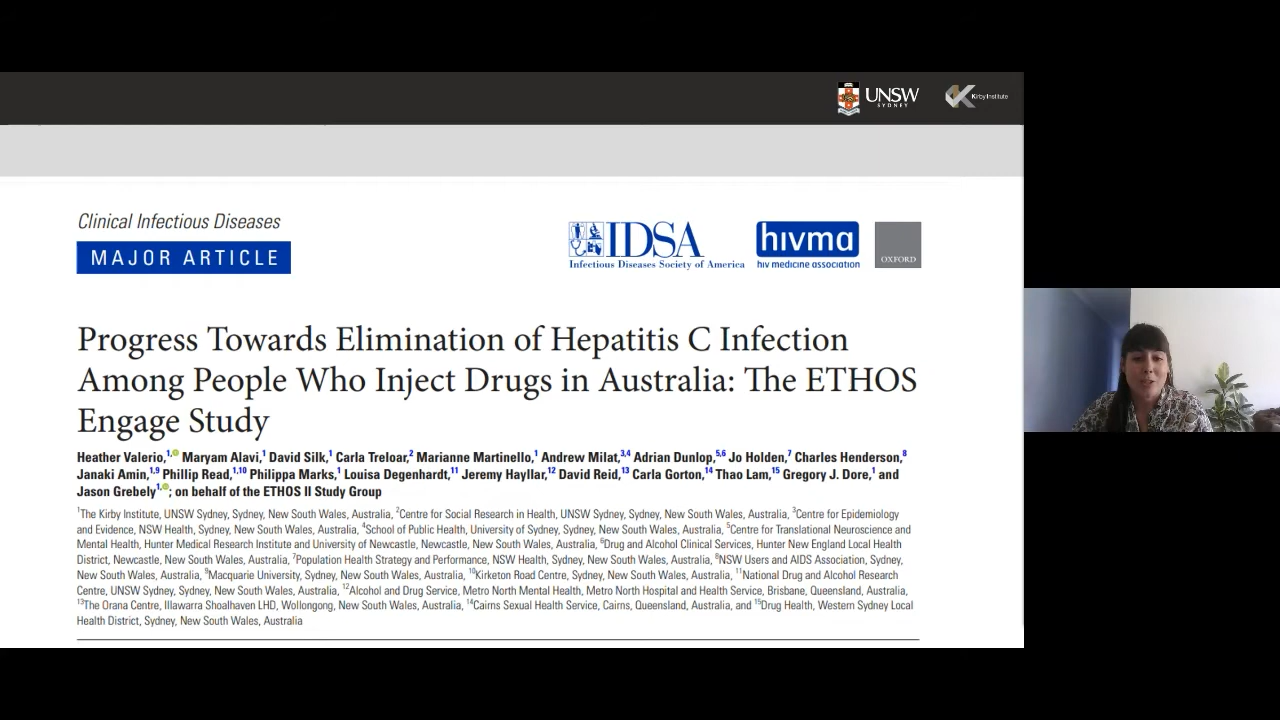 UNSW
SYDNEY
Kirby Institute
Clinical Infectious Diseases
MAJOR ARTICLE
IDSA
Infectious Diseases Society of America
hivma
hiv medicine association
OXFORD
Progress Towards Elimination of Hepatitis C Infection
Among People Who Inject Drugs in Australia: The ETHOS
Engage Study
Heather Valerio,1, Maryam Alavi,1 David Silk,1 Carla Treloar,2 Marianne Martinello,1 Andrew Milat,3,4 Adrian Dunlop,5,6 Jo Holden,7 Charles Henderson,8
Janaki Amin,1,9 Phillip Read,1,10 Philippa Marks,1 Louisa Degenhardt,11 Jeremy Hayllar,12 David Reid,13 Carla Gorton,14 Thao Lam,15 Gregory J. Dore,1 and
Jason Grebely1,; on behalf of the ETHOS II Study Group
1The Kirby Institute, UNSW Sydney, Sydney, New South Wales, Australia, 2Centre for Social Research in Health, UNSW Sydney, Sydney, New South Wales, Australia, 3Centre for Epidemiology
and Evidence, NSW Health, Sydney, New South Wales, Australia, 4School of Public Health, University of Sydney, Sydney, New South Wales, Australia, 5Centre for Translational Neuroscience and
Mental Health, Hunter Medical Research Institute and University of Newcastle, Newcastle, New South Wales, Australia, 6Drug and Alcohol Clinical Services, Hunter New England Local Health
District, Newcastle, New South Wales, Australia, 7Population Health Strategy and Performance, NSW Health, Sydney, New South Wales, Australia, 8NSW Users and AIDS Association, Sydney,
New South Wales, Australia, 9Macquarie University, Sydney, New South Wales, Australia, 10Kirketon Road Centre, Sydney, New South Wales, Australia, 11National Drug and Alcohol Research
Centre, UNSW Sydney, Sydney, New South Wales, Australia, 12Alcohol and Drug Service, Metro North Mental Health, Metro North Hospital and Health Service, Brisbane, Queensland, Australia,
13The Orana Centre, Illawarra Shoalhaven LHD, Wollongong, New South Wales, Australia, 14Cairns Sexual Health Service, Cairns, Queensland, Australia, and 15Drug Health, Western Sydney Local
Health District, Sydney, New South Wales, Australia